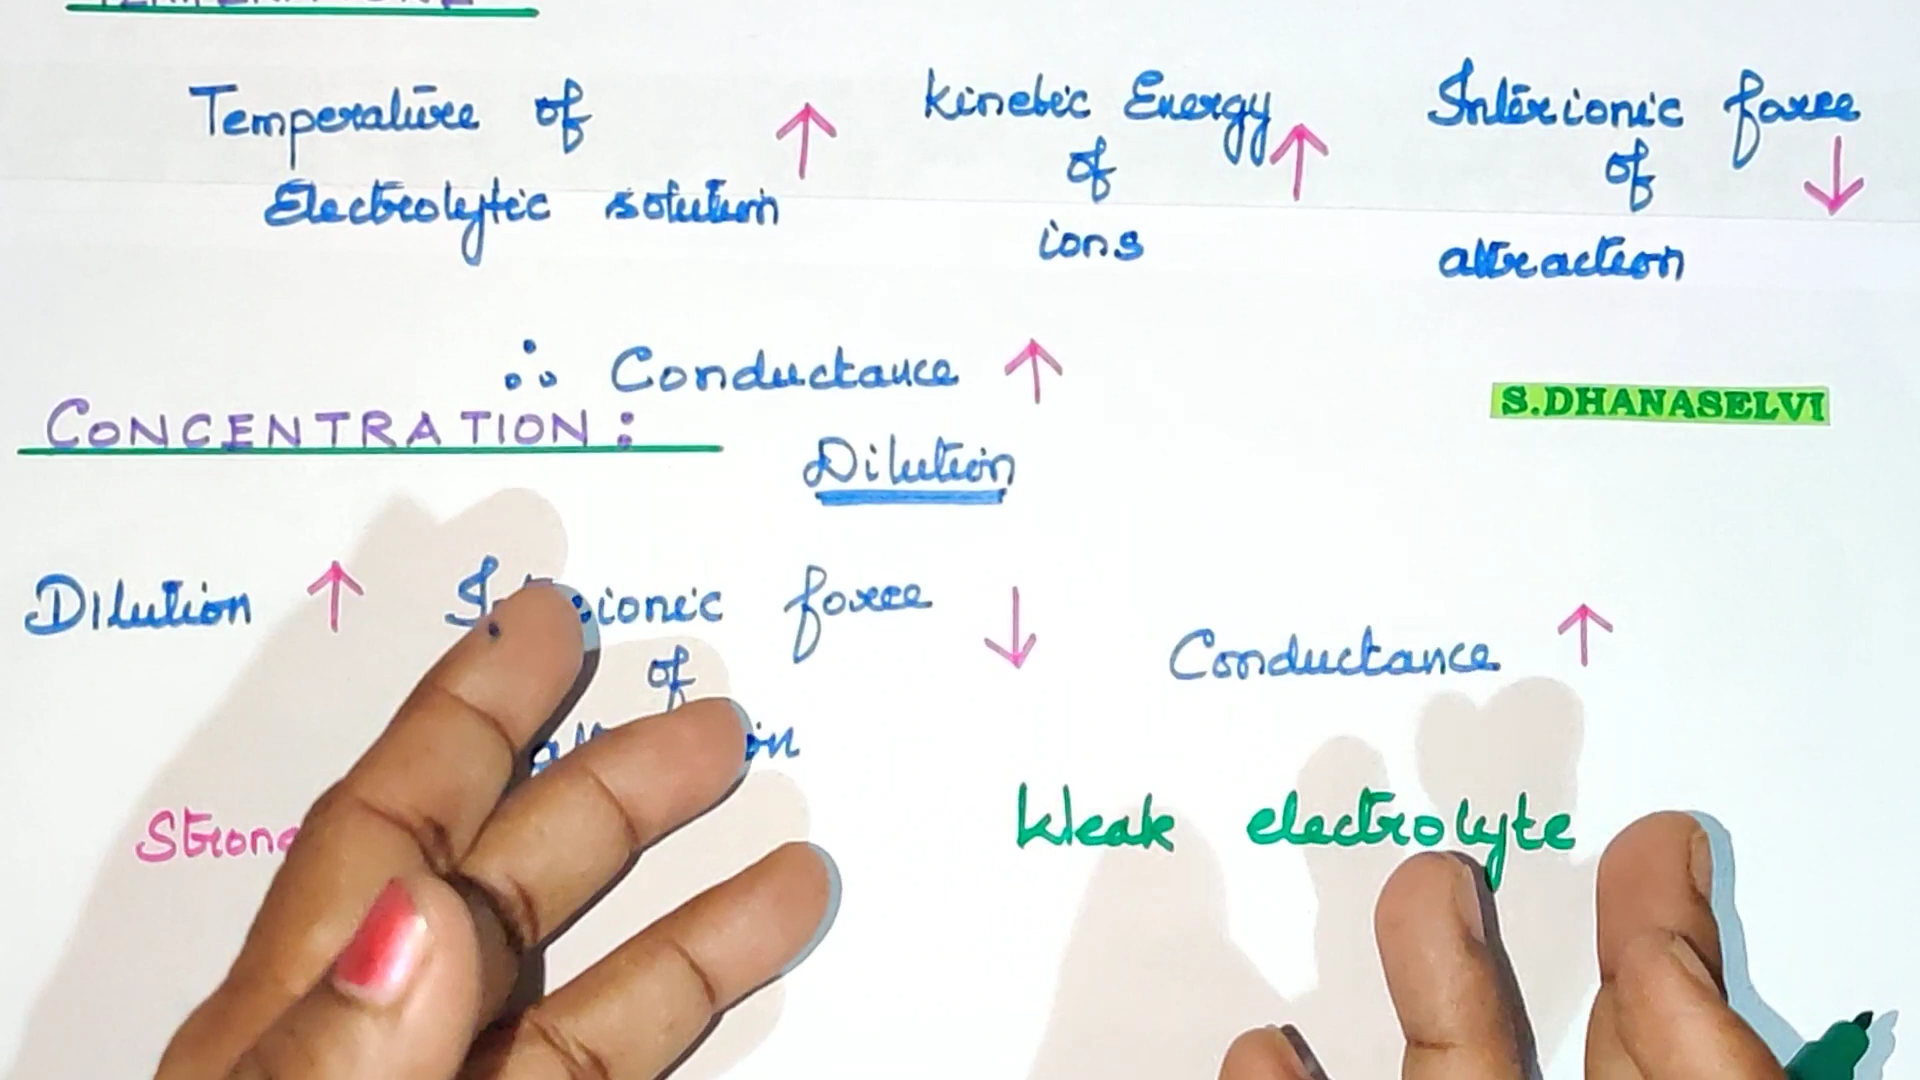 Temperature of ↑ Kinetic Energy ↑ Interionic force ↓
Electrolytic solution of of
ions attraction
∴ Conductance ↑
S.DHANASELVI
CONCENTRATION:
Dilution
Dilution ↑ force ↓ Conductance ↑
of
Weak electrolyte